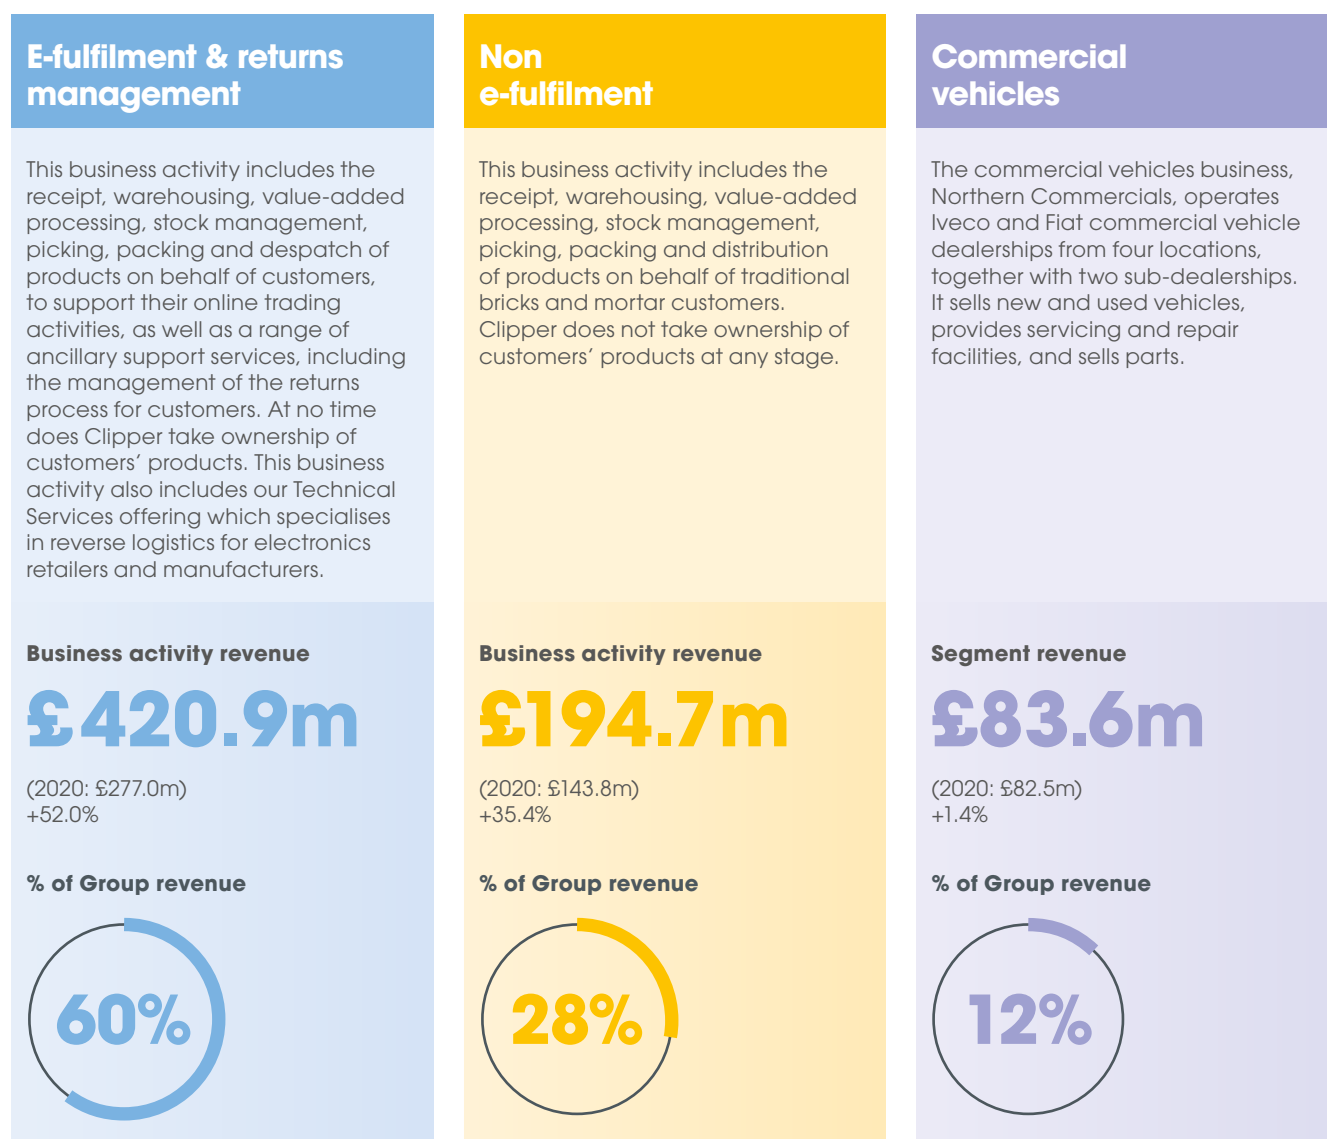 E-fulfilment & returns
management
This business activity includes the
receipt, warehousing, value-added
processing, stock management,
picking, packing and despatch of
products on behalf of customers,
to support their online trading
activities, as well as a range of
ancillary support services, including
the management of the returns
process for customers. At no time
does Clipper take ownership of
customers’ products. This business
activity also includes our Technical
Services offering which specialises
in reverse logistics for electronics
retailers and manufacturers.
Business activity revenue
£420.9m
(2020: £277.0m)
+52.0%
% of Group revenue
60%
Non
e-fulfilment
This business activity includes the
receipt, warehousing, value-added
processing, stock management,
picking, packing and distribution
of products on behalf of traditional
bricks and mortar customers.
Clipper does not take ownership of
customers’ products at any stage.
Business activity revenue
£194.7m
(2020: £143.8m)
+35.4%
% of Group revenue
28%
Commercial
vehicles
The commercial vehicles business,
Northern Commercials, operates
Iveco and Fiat commercial vehicle
dealerships from four locations,
together with two sub-dealerships.
It sells new and used vehicles,
provides servicing and repair
facilities, and sells parts.
Segment revenue
£83.6m
(2020: £82.5m)
+1.4%
% of Group revenue
12%